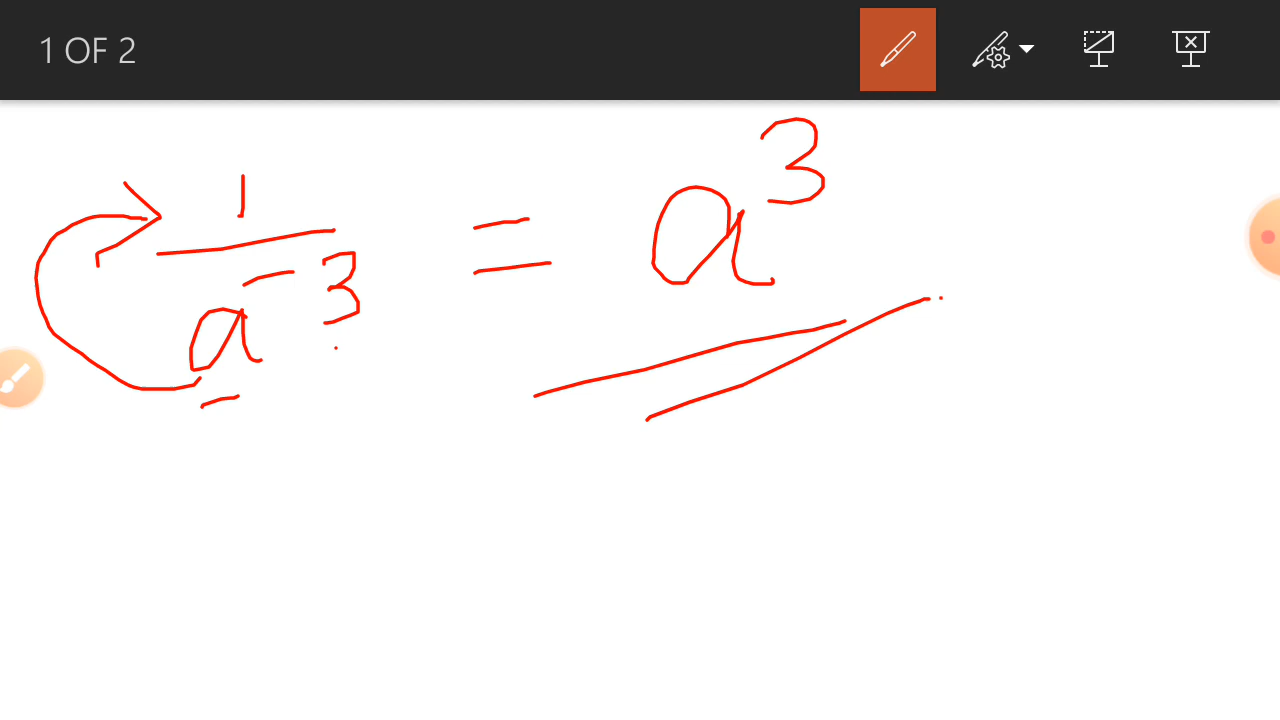 1 OF 2
1/a⁻³ = a³